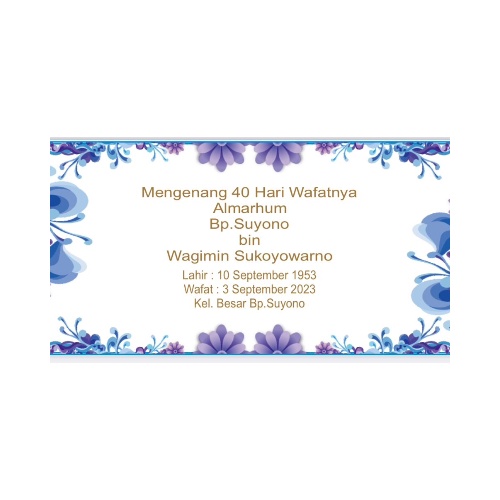 Mengenang 40 Hari Wafatnya
Almarhum
Bp.Suyono
bin
Wagimin Sukoyowarno
Lahir : 10 September 1953
Wafat : 3 September 2023
Kel. Besar Bp.Suyono